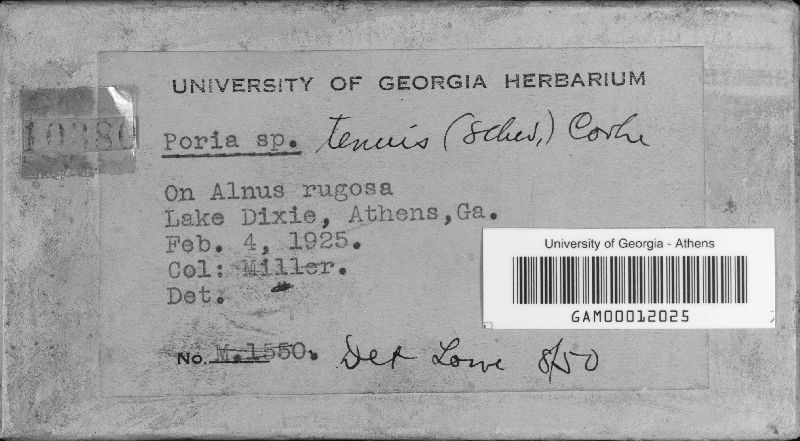 UNIVERSITY OF GEORGIA HERBARIUM
10380
Poria sp. tenuis (Schw.) Cooke
On Alnus rugosa
Lake Dixie, Athens, Ga.
Feb. 4, 1925.
Col: Miller.
Det.
No. M.1550. Det Lowe 8/50
University of Georgia - Athens
GAM00012025